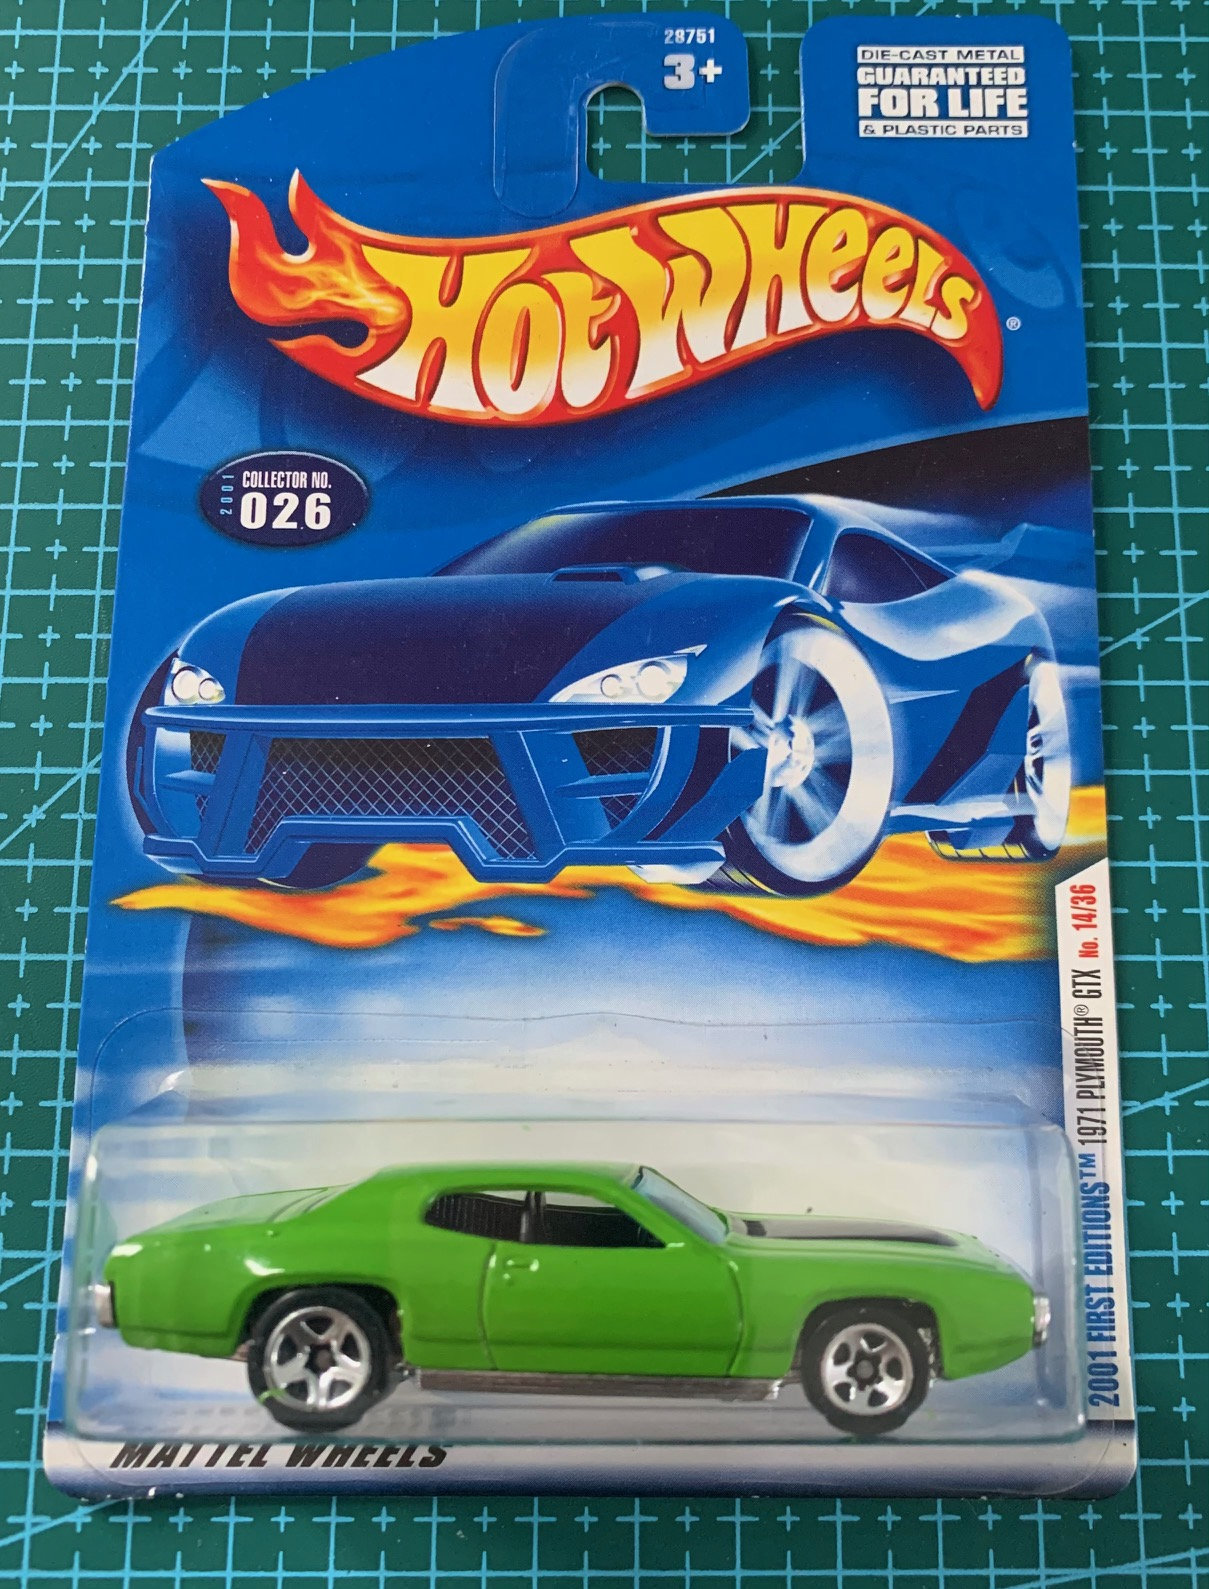 28751
3+
DIE-CAST METAL
GUARANTEED
FOR LIFE
& PLASTIC PARTS
HOT WHEELS®
2001
COLLECTOR NO.
026
2001 FIRST EDITIONS™ 1971 PLYMOUTH® GTX No. 14/36
MATTEL WHEELS